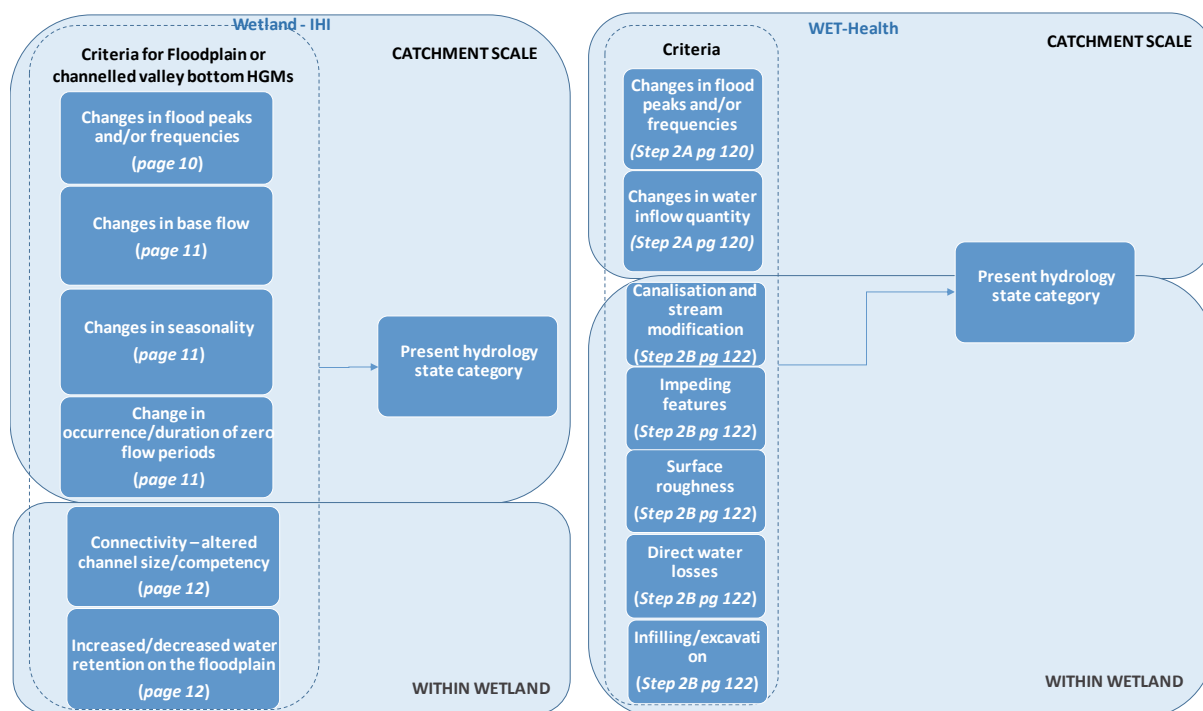 Wetland - IHI
Criteria for Floodplain or
channelled valley bottom HGMs
CATCHMENT SCALE
Changes in flood peaks
and/or frequencies
(page 10)
Changes in base flow
(page 11)
Changes in seasonality
(page 11)
Change in
occurrence/duration of zero
flow periods
(page 11)
Present hydrology
state category
Connectivity – altered
channel size/competency
(page 12)
Increased/decreased water
retention on the floodplain
(page 12)
WITHIN WETLAND
WET-Health
Criteria
CATCHMENT SCALE
Changes in flood
peaks and/or
frequencies
(Step 2A pg 120)
Changes in water
inflow quantity
(Step 2A pg 120)
Canalisation and
stream
modification
(Step 2B pg 122)
Impeding
features
(Step 2B pg 122)
Surface
roughness
(Step 2B pg 122)
Direct water
losses
(Step 2B pg 122)
Infilling/excavati
on
(Step 2B pg 122)
Present hydrology
state category
WITHIN WETLAND